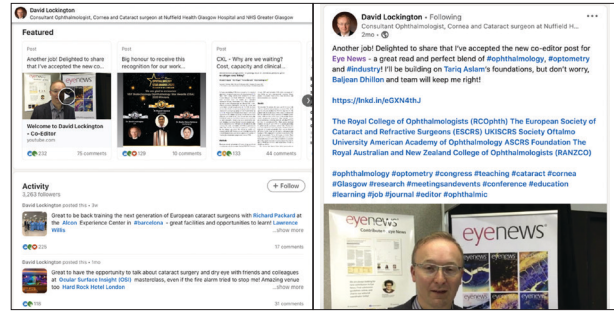 David Lockington
Consultant Ophthalmologist, Cornea and Cataract surgeon at Nuffield Health Glasgow Hospital and NHS Greater Glasgow
Featured
Post
Another job! Delighted to share
that I've accepted the new co...
Welcome to David Lockington
- Co-Editor
youtube.com
232
75 comments
Post
Big honour to receive this
recognition for our work...
129
10 comments
Post
CXL - Why are we waiting?
Cost, capacity and clinical...
133
44 comments
Activity
3,263 followers
+ Follow
David Lockington posted this • 3w
Great to be back training the next generation of European cataract surgeons with Richard Packard at
the Alcon Experience Center in #barcelona - great facilities and opportunities to learn! Lawrence
Willis
...show more
229
17 comments
David Lockington posted this • 1mo
Great to have the opportunity to talk about cataract surgery and dry eye with friends and colleagues
at Ocular Surface Insight (OSI) masterclass, even if the fire alarm tried to stop me! Amazing venue
too Hard Rock Hotel London
...show more
116
31 comments
David Lockington • Following
Consultant Ophthalmologist, Cornea and Cataract surgeon at Nuffield H...
2mo •
Another job! Delighted to share that I've accepted the new co-editor post for
Eye News - a great read and perfect blend of #ophthalmology, #optometry
and #industry! I'll be building on Tariq Aslam's foundations, but don't worry,
Baljean Dhillon and team will keep me right!
https://lnkd.in/eGXN4thJ
The Royal College of Ophthalmologists (RCOphth) The European Society of
Cataract and Refractive Surgeons (ESCRS) UKISCRS Society Oftalmo
University American Academy of Ophthalmology ASCRS Foundation The
Royal Australian and New Zealand College of Ophthalmologists (RANZCO)
#ophthalmology #optometry #congress #teaching #cataract #cornea
#Glasgow #research #meetingsandevents #conference #education
#learning #job #journal #editor #ophthalmic
eyenews
eyenews